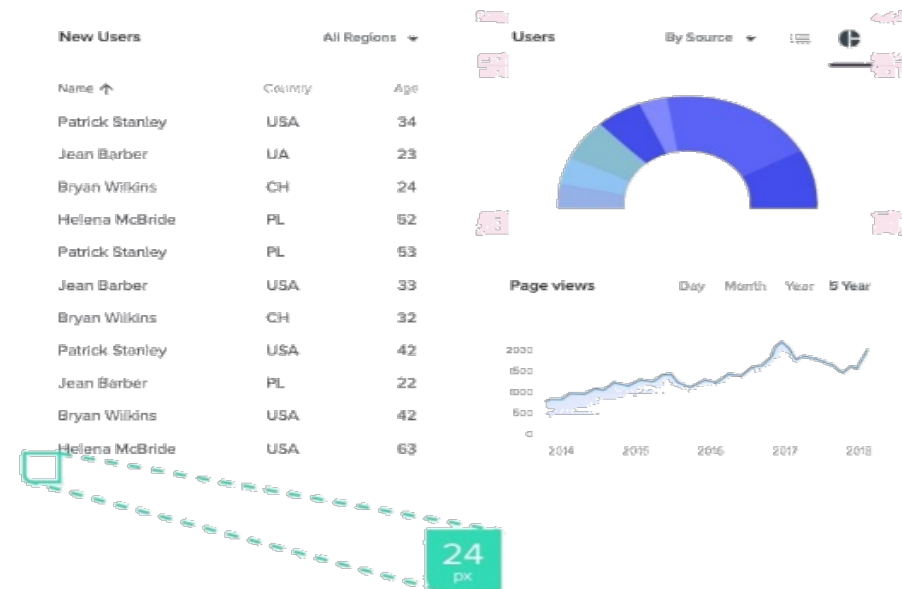 New Users All Regions
Name Country Age
Patrick Stanley USA 34
Jean Barber UA 23
Bryan Wilkins CH 24
Helena McBride PL 52
Patrick Stanley PL 53
Jean Barber USA 33
Bryan Wilkins CH 32
Patrick Stanley USA 42
Jean Barber PL 22
Bryan Wilkins USA 42
Helena McBride USA 63
24
px
Users By Source
Page views Day Month Year 5 Year
2000
1500
1000
500
0
2014 2015 2016 2017 2018